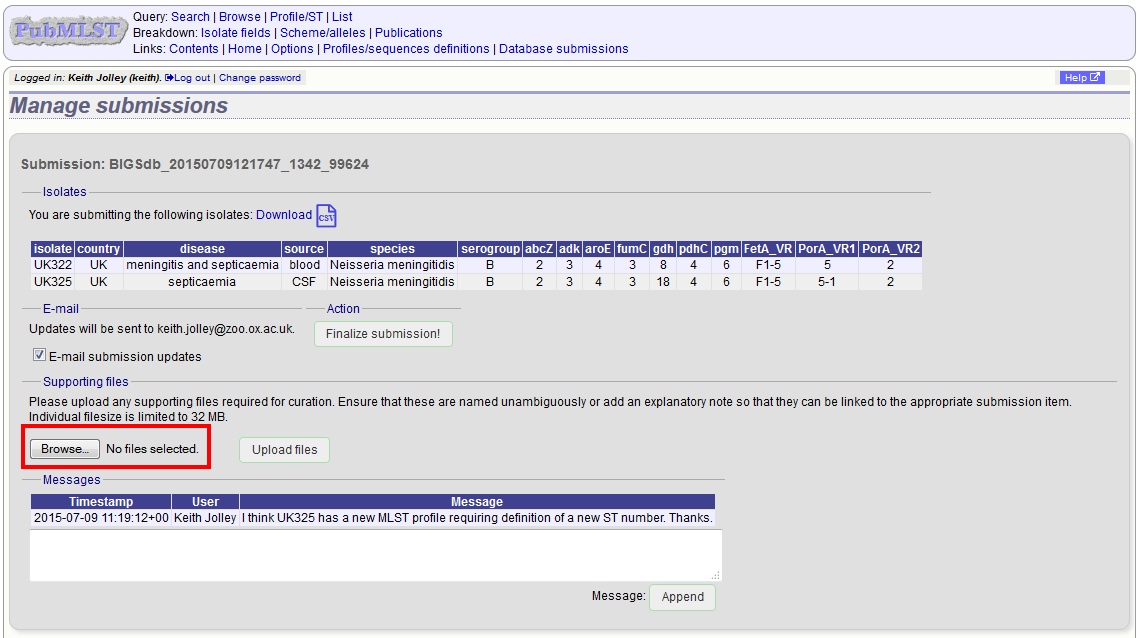 PubMLST
Query: Search | Browse | Profile/ST | List
Breakdown: Isolate fields | Scheme/alleles | Publications
Links: Contents | Home | Options | Profiles/sequences definitions | Database submissions
Logged in: Keith Jolley (keith). Log out | Change password
Help
Manage submissions
Submission: BIGSdb_20150709121747_1342_99624
Isolates
You are submitting the following isolates: Download CSV
isolate country disease source species serogroup abcZ adk aroE fumC gdh pdhC pgm FetA_VR PorA_VR1 PorA_VR2
UK322 UK meningitis and septicaemia blood Neisseria meningitidis B 2 3 4 3 8 4 6 F1-5 5 2
UK325 UK septicaemia CSF Neisseria meningitidis B 2 3 4 3 18 4 6 F1-5 5-1 2
E-mail Action
Updates will be sent to keith.jolley@zoo.ox.ac.uk. Finalize submission!
E-mail submission updates
Supporting files
Please upload any supporting files required for curation. Ensure that these are named unambiguously or add an explanatory note so that they can be linked to the appropriate submission item.
Individual filesize is limited to 32 MB.
Browse... No files selected. Upload files
Messages
Timestamp User Message
2015-07-09 11:19:12+00 Keith Jolley I think UK325 has a new MLST profile requiring definition of a new ST number. Thanks.
Message: Append